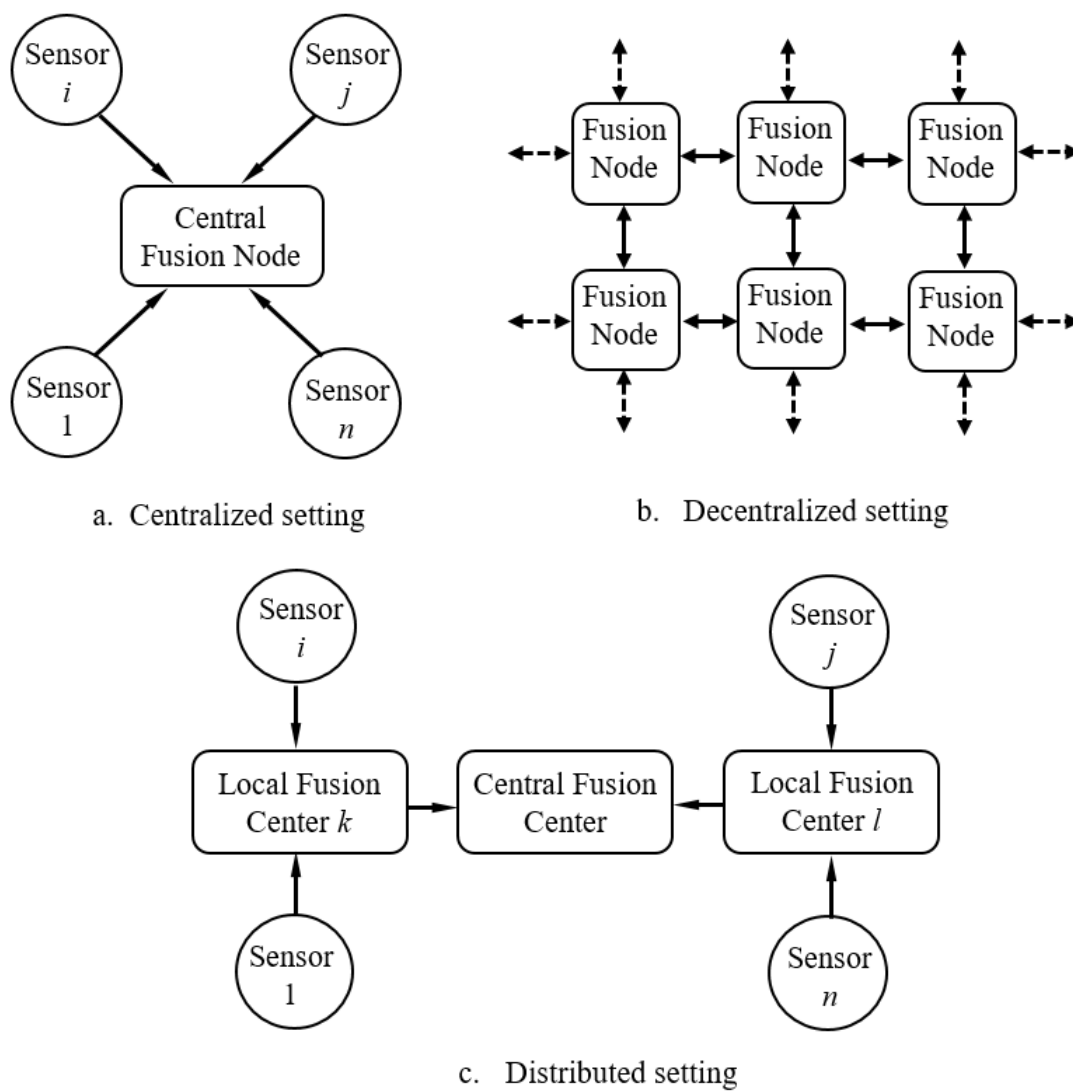 Sensor
i
Sensor
j
Central
Fusion Node
Sensor
1
Sensor
n
a. Centralized setting
Fusion
Node
Fusion
Node
Fusion
Node
Fusion
Node
Fusion
Node
Fusion
Node
b. Decentralized setting
Sensor
i
Sensor
j
Local Fusion
Center k
Central Fusion
Center
Local Fusion
Center l
Sensor
1
Sensor
n
c. Distributed setting